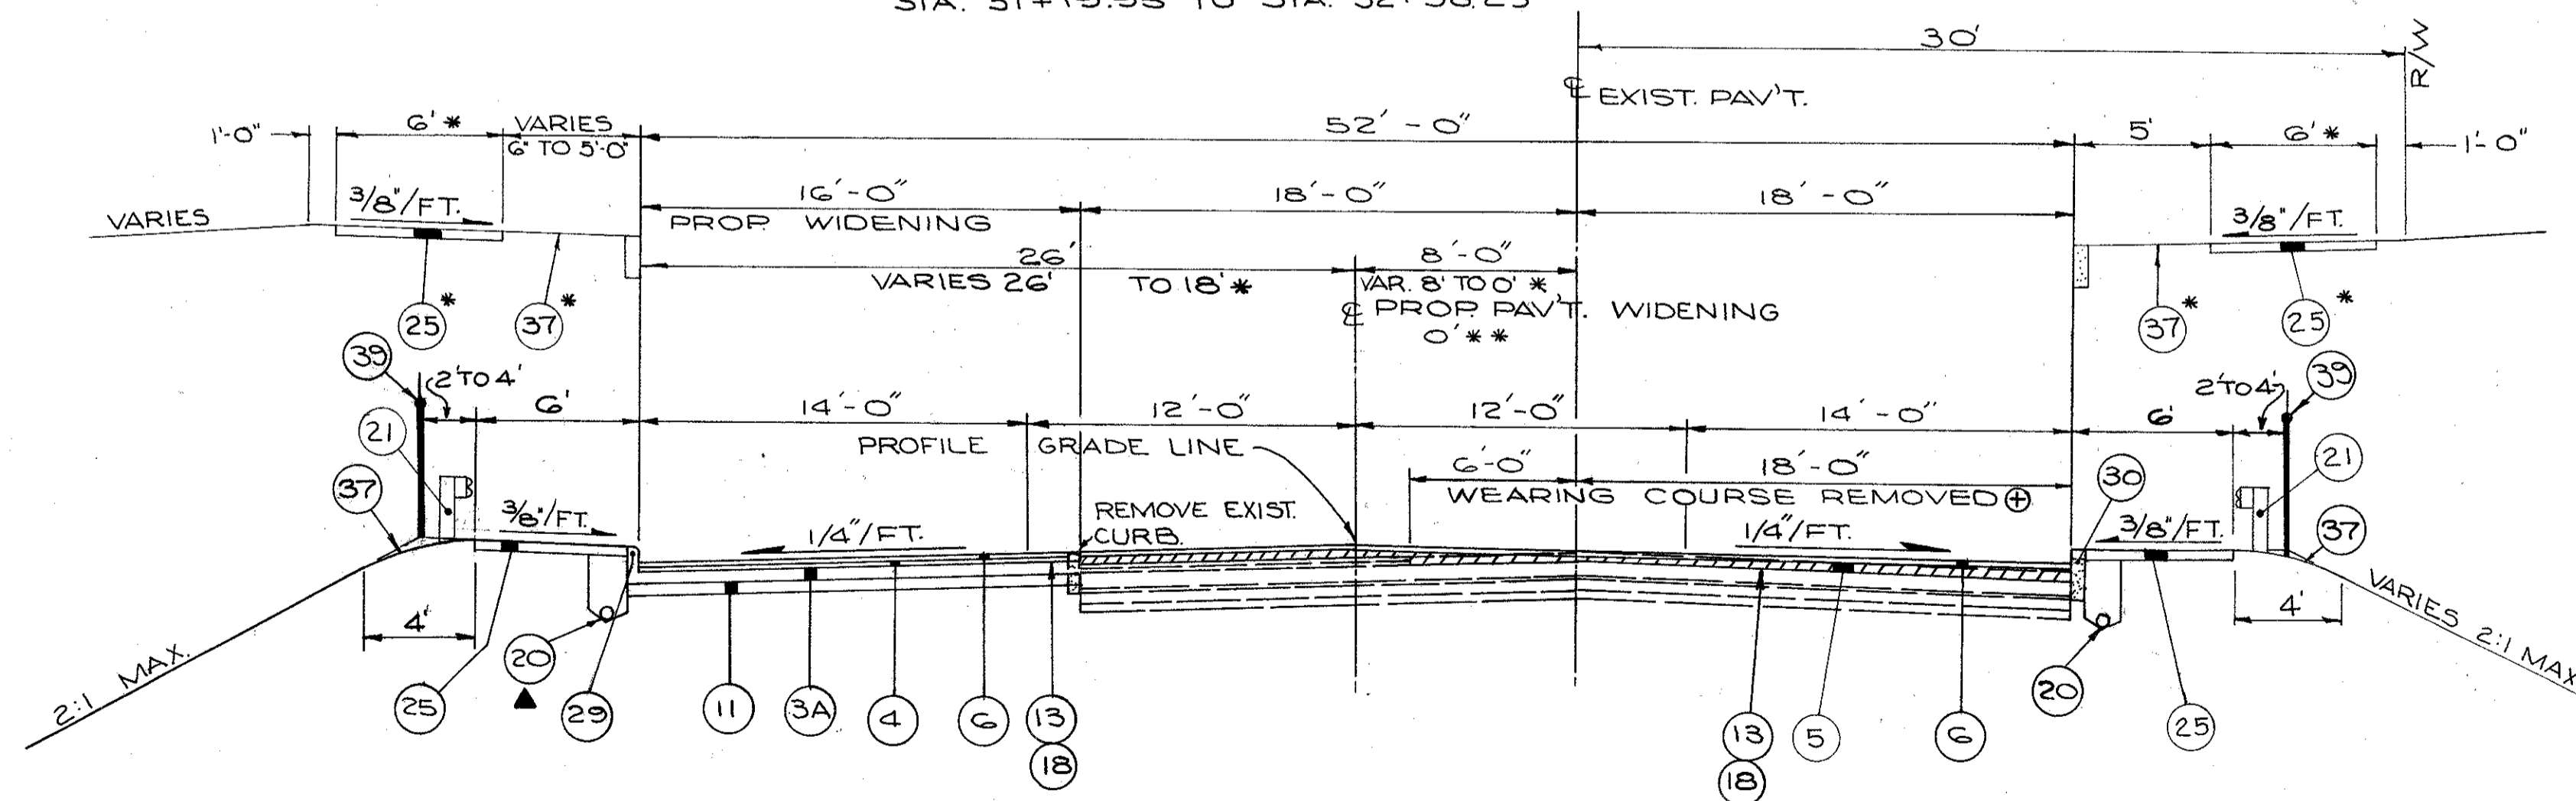 30'
R/W
℄ EXIST. PAV'T.
1'-0"
6' *
VARIES
6" TO 5'-0"
52'-0"
5'
6' *
1'-0"
VARIES
3/8"/FT.
16'-0"
18'-0"
18'-0"
3/8"/FT.
PROP. WIDENING
26'
8'-0"
VARIES 26' TO 18' *
VAR. 8' TO 0' *
℄ PROP. PAV'T. WIDENING
0' **
25 *
37 *
37 *
25 *
39
2' TO 4'
6'
14'-0"
12'-0"
12'-0"
14'-0"
6'
2' TO 4'
39
21
PROFILE GRADE LINE
6'-0"
18'-0"
21
WEARING COURSE REMOVED ⊕
30
37
3/8"/FT.
1/4"/FT.
REMOVE EXIST.
CURB.
1/4"/FT.
3/8"/FT.
37
2:1 MAX.
4'
4'
VARIES 2:1 MAX
25
20
29
11
3A
4
6
13
18
13
18
5
6
20
25